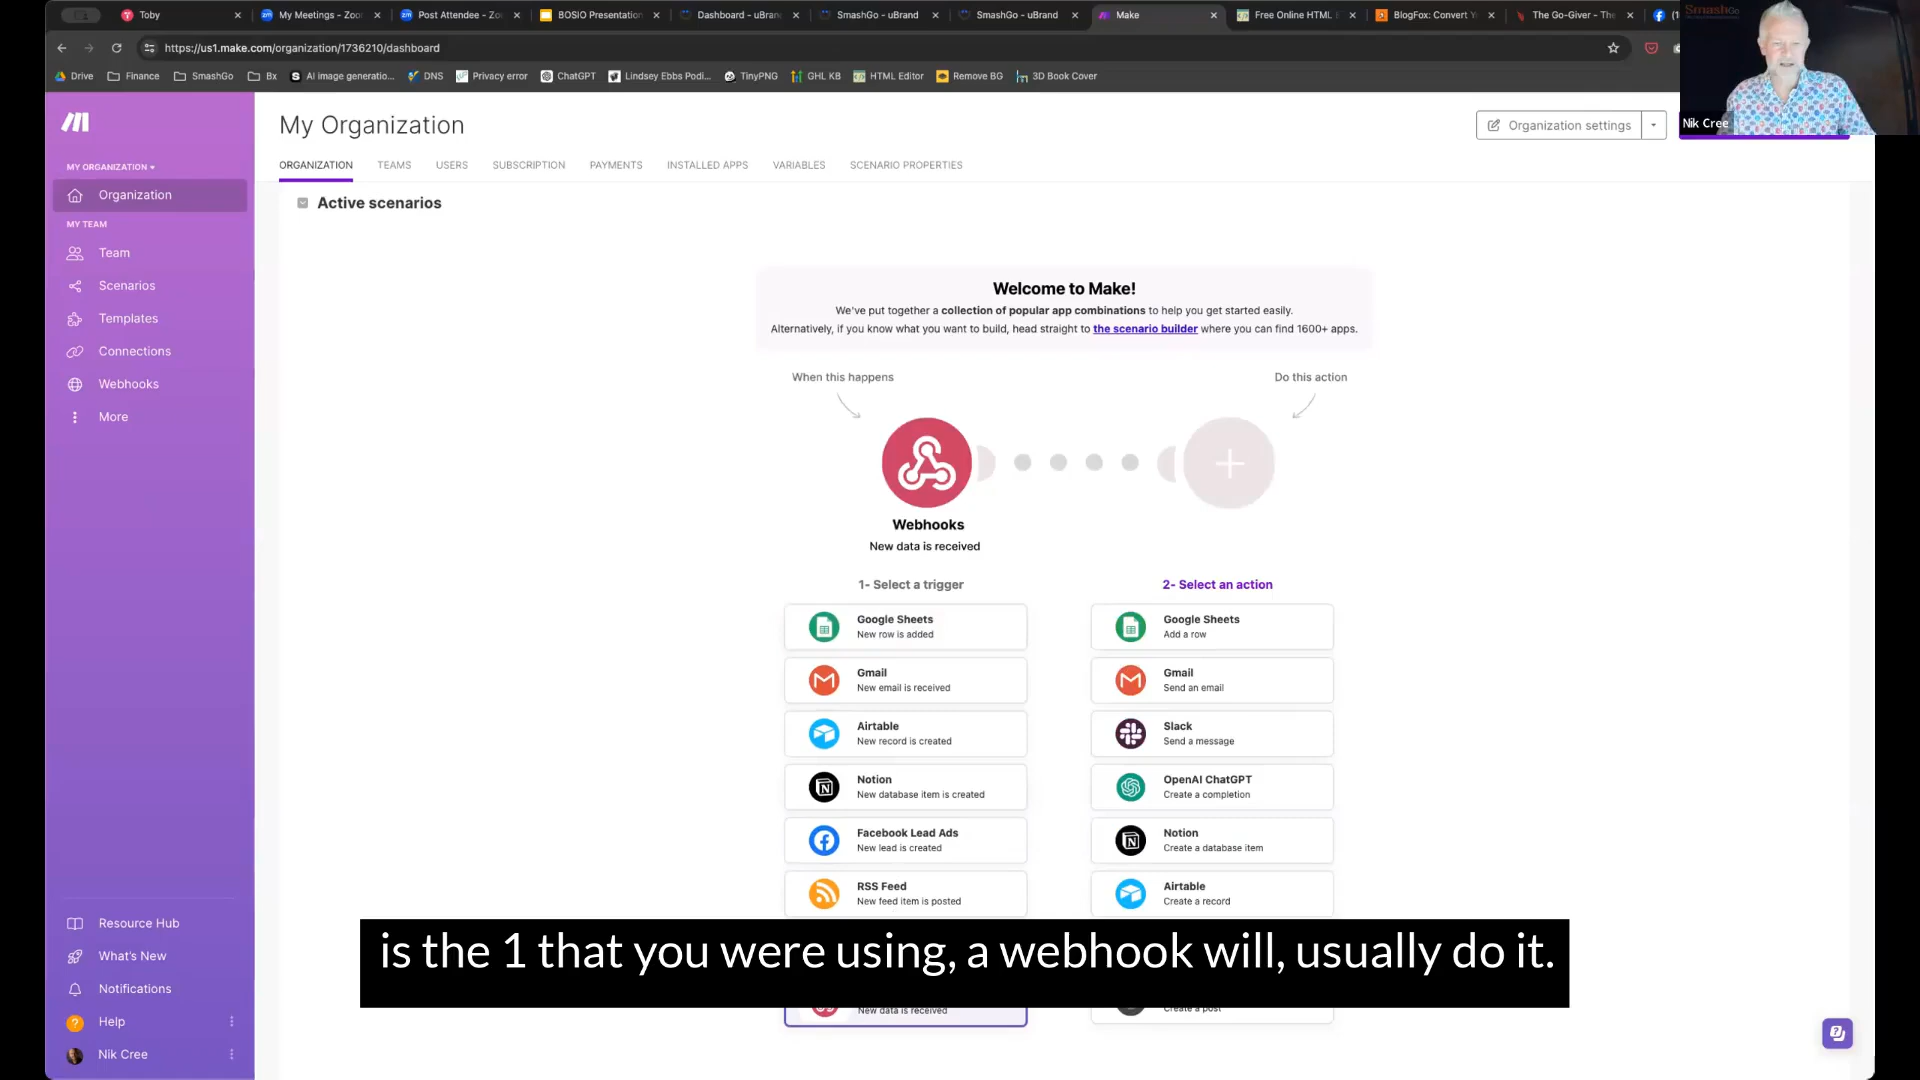 Toby
My Meetings - Zoo
Post Attendee - Zo
BOSIO Presentation
Dashboard - uBran
SmashGo - uBrand
SmashGo - uBrand
Make
Free Online HTML E
BlogFox: Convert Y
The Go-Giver - The
https://us1.make.com/organization/1736210/dashboard
Drive
Finance
SmashGo
Bx
AI image generatio...
DNS
Privacy error
ChatGPT
Lindsey Ebbs Podi...
TinyPNG
GHL KB
HTML Editor
Remove BG
3D Book Cover
SmashGo
Nik Cree
My Organization
Organization settings
ORGANIZATION
TEAMS
USERS
SUBSCRIPTION
PAYMENTS
INSTALLED APPS
VARIABLES
SCENARIO PROPERTIES
MY ORGANIZATION
Organization
MY TEAM
Team
Scenarios
Templates
Connections
Webhooks
More
Resource Hub
What's New
Notifications
Help
Nik Cree
Active scenarios
Welcome to Make!
We've put together a collection of popular app combinations to help you get started easily.
Alternatively, if you know what you want to build, head straight to the scenario builder where you can find 1600+ apps.
When this happens
Do this action
Webhooks
New data is received
1- Select a trigger
Google Sheets
New row is added
Gmail
New email is received
Airtable
New record is created
Notion
New database item is created
Facebook Lead Ads
New lead is created
RSS Feed
New feed item is posted
New data is received
2- Select an action
Google Sheets
Add a row
Gmail
Send an email
Slack
Send a message
OpenAI ChatGPT
Create a completion
Notion
Create a database item
Airtable
Create a record
Create a post
is the 1 that you were using, a webhook will, usually do it.